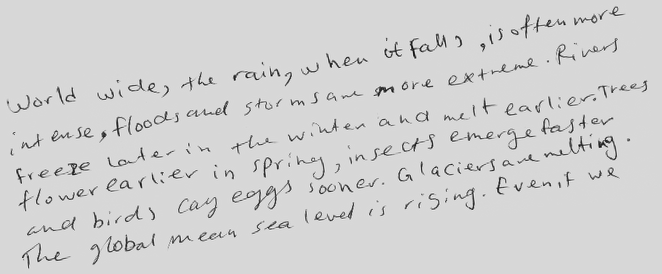 World wide, the rain, when it falls, is often more
intense, floods and storms are more extreme. Rivers
freeze later in the winter and melt earlier. Trees
flower earlier in spring, insects emerge faster
and birds cay eggs sooner. Glaciers are melting.
The global mean sea level is rising. Even, if we